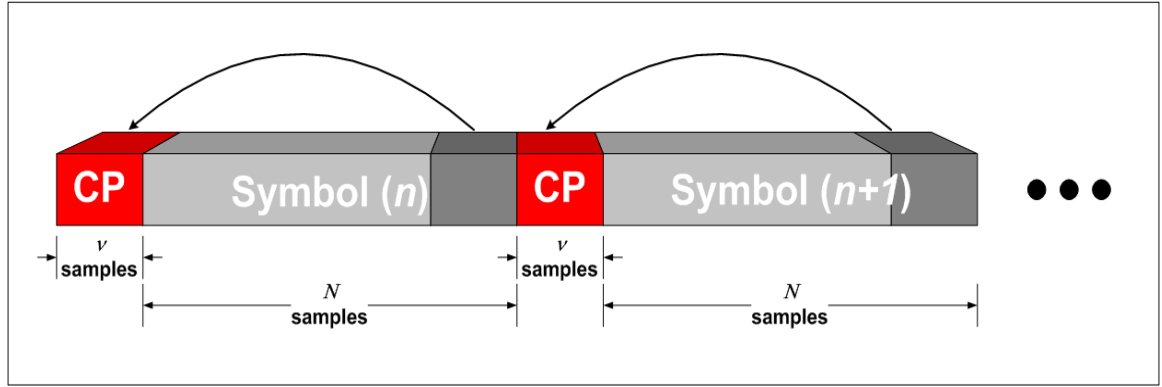 CP Symbol (n) CP Symbol (n+1)
ν ν
samples samples
N N
samples samples